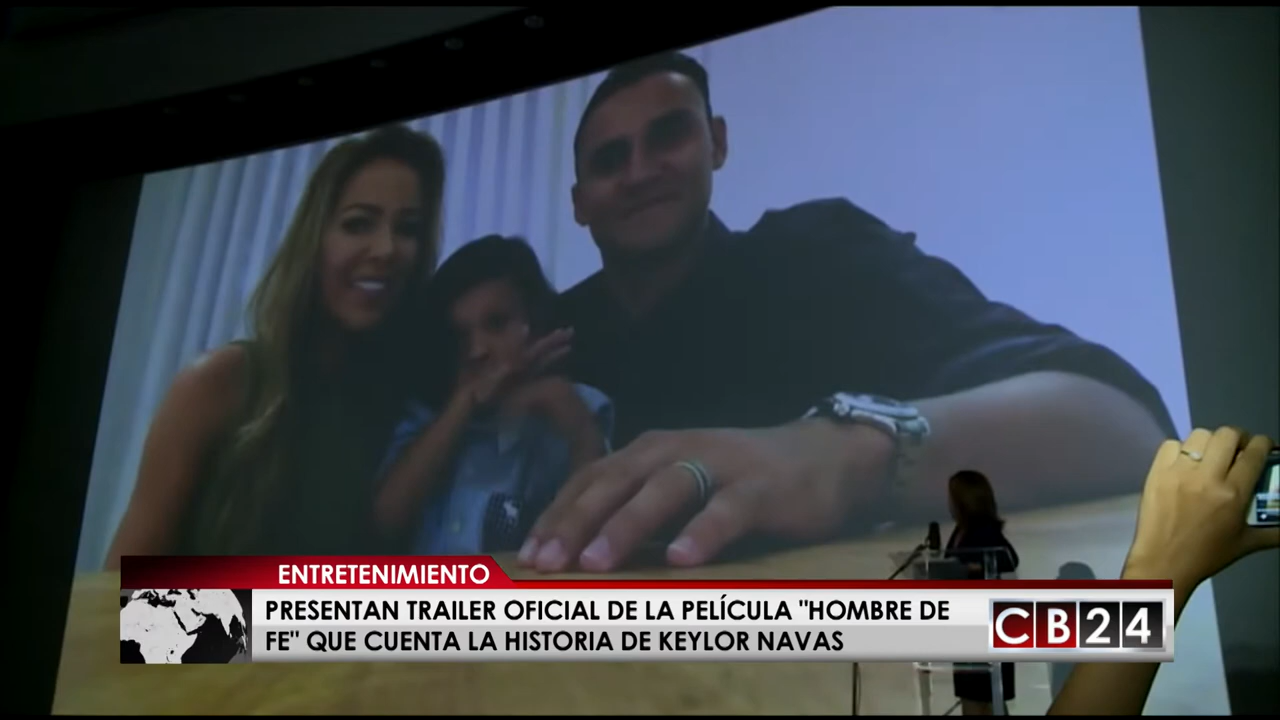 ENTRETENIMIENTO
PRESENTAN TRAILER OFICIAL DE LA PELÍCULA "HOMBRE DE
FE" QUE CUENTA LA HISTORIA DE KEYLOR NAVAS
CB24